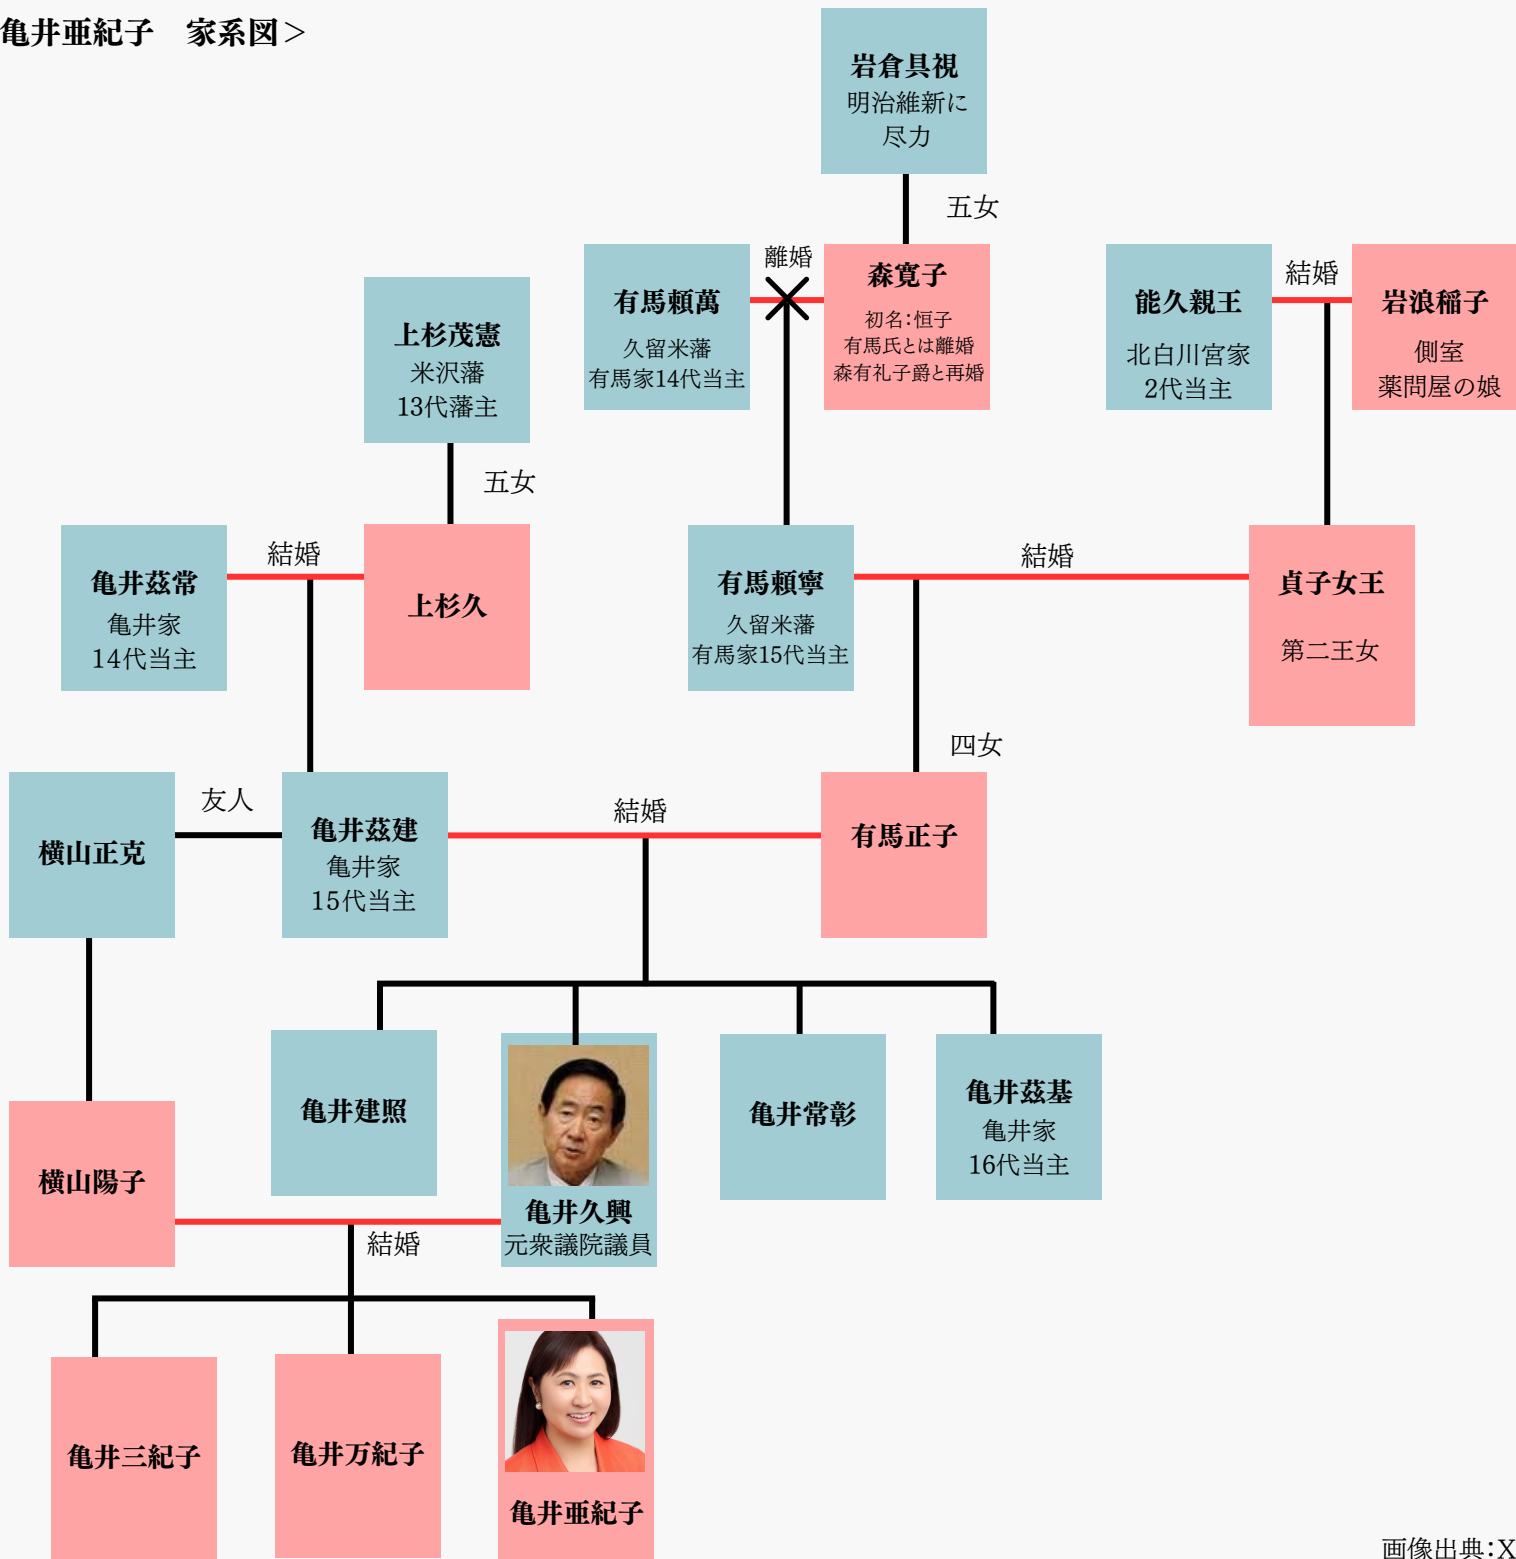 亀井亜紀子　家系図＞
岩倉具視
明治維新に
尽力
五女
離婚
有馬頼萬
久留米藩
有馬家14代当主
森寛子
初名：恒子
有馬氏とは離婚
森有礼子爵と再婚
能久親王
北白川宮家
2代当主
結婚
岩浪稲子
側室
薬問屋の娘
上杉茂憲
米沢藩
13代藩主
五女
亀井茲常
亀井家
14代当主
結婚
上杉久
有馬頼寧
久留米藩
有馬家15代当主
結婚
貞子女王
第二王女
四女
横山正克
友人
亀井茲建
亀井家
15代当主
結婚
有馬正子
亀井建照
亀井久興
元衆議院議員
亀井常彰
亀井茲基
亀井家
16代当主
横山陽子
結婚
亀井三紀子
亀井万紀子
亀井亜紀子
画像出典：X